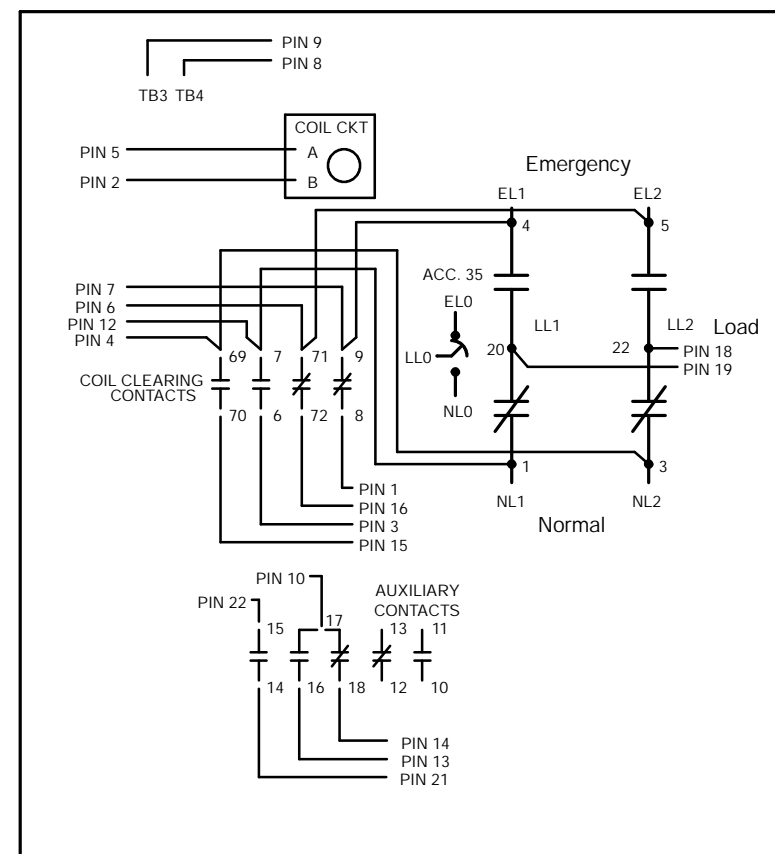 PIN 9
PIN 8
TB3 TB4
COIL CKT
PIN 5
A
PIN 2
B
Emergency
EL1
EL2
4
5
ACC. 35
PIN 7
EL0
PIN 6
PIN 12
LL1
LL2
Load
PIN 4
20
22
PIN 18
LL0
69
7
71
9
PIN 19
COIL CLEARING
CONTACTS
NL0
70
6
72
8
1
3
PIN 1
NL1
NL2
PIN 16
Normal
PIN 3
PIN 15
PIN 10
AUXILIARY
CONTACTS
PIN 22
15
17
13
11
14
16
18
12
10
PIN 14
PIN 13
PIN 21